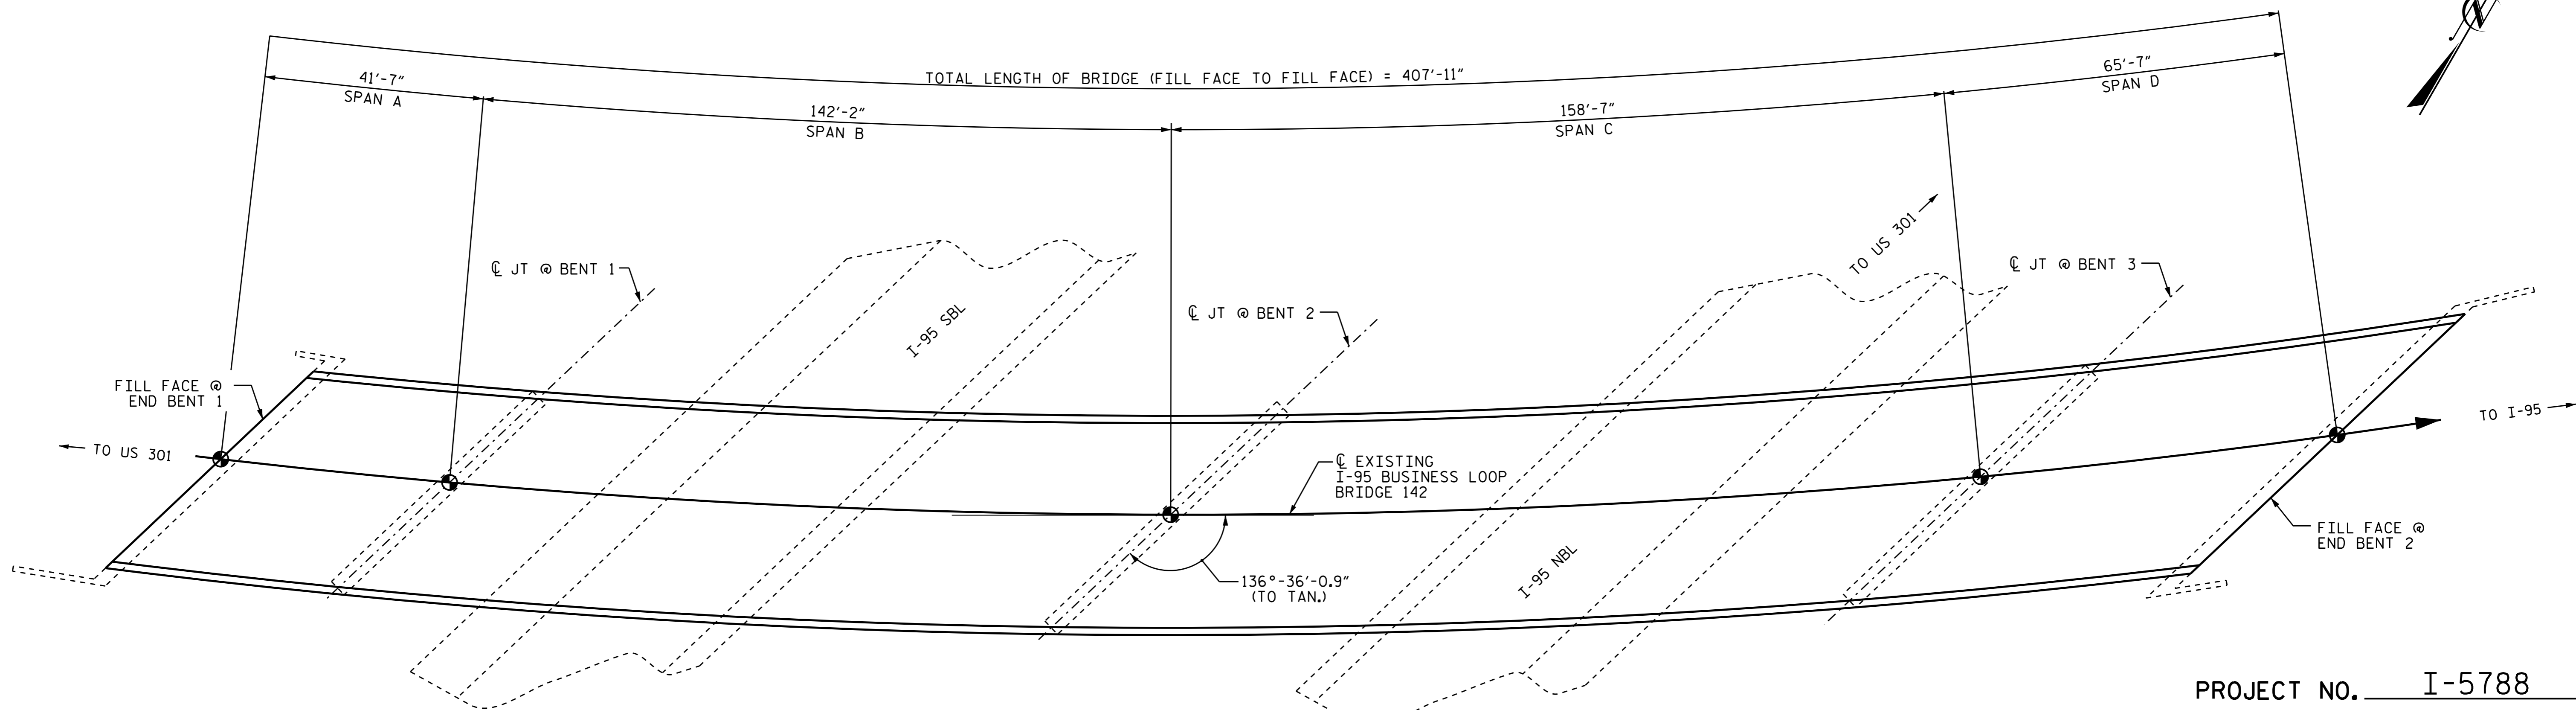 TOTAL LENGTH OF BRIDGE (FILL FACE TO FILL FACE) = 407'-11"
41'-7"
SPAN A
142'-2"
SPAN B
158'-7"
SPAN C
65'-7"
SPAN D
TO US 301
℄ JT @ BENT 1
℄ JT @ BENT 2
℄ JT @ BENT 3
I-95 SBL
FILL FACE @
END BENT 1
TO US 301
TO I-95
℄ EXISTING
I-95 BUSINESS LOOP
BRIDGE 142
FILL FACE @
END BENT 2
I-95 NBL
136°-36'-0.9"
(TO TAN.)
PROJECT NO. I-5788